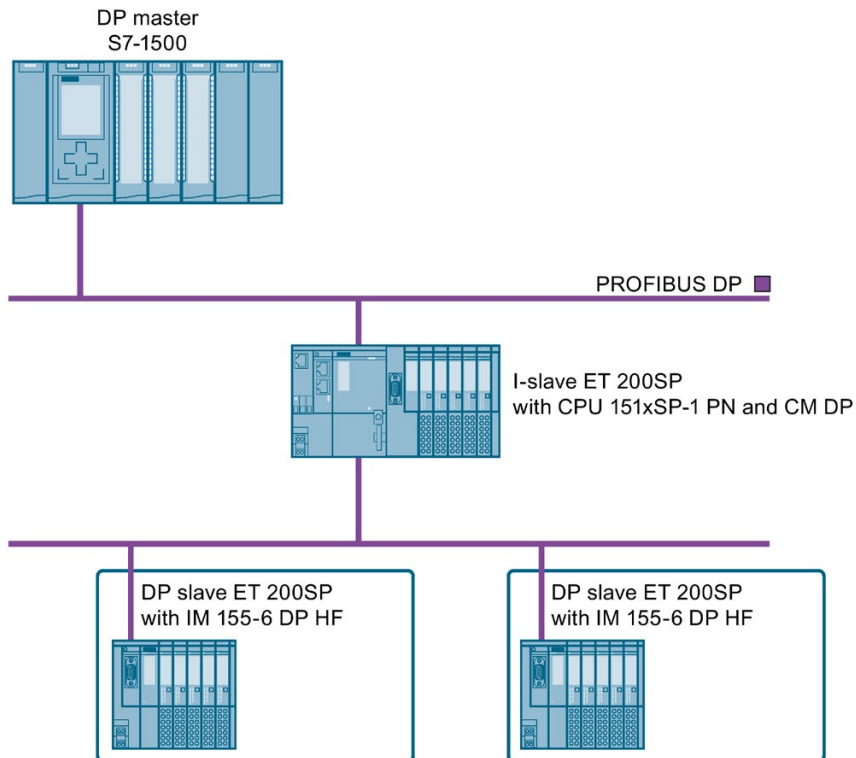 DP master
S7-1500
PROFIBUS DP
I-slave ET 200SP
with CPU 151xSP-1 PN and CM DP
DP slave ET 200SP
with IM 155-6 DP HF
DP slave ET 200SP
with IM 155-6 DP HF